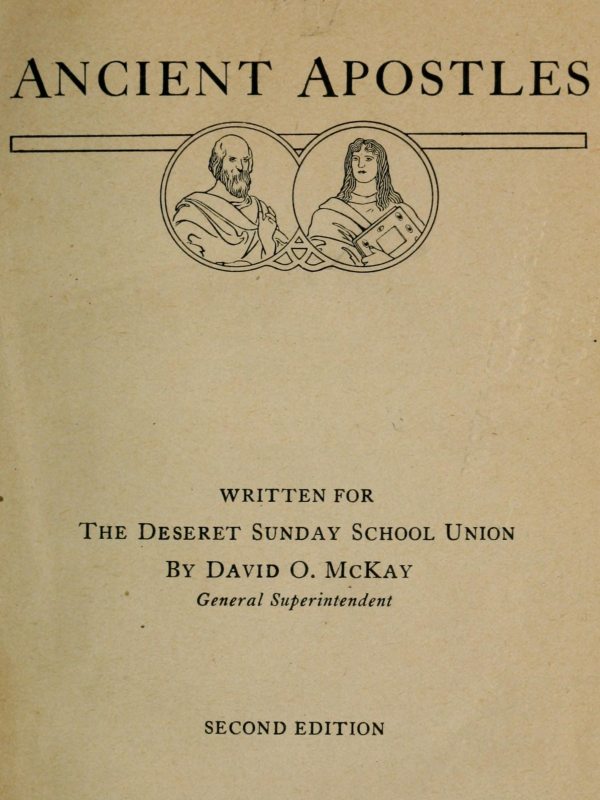 ANCIENT APOSTLES
WRITTEN FOR
THE DESERET SUNDAY SCHOOL UNION
BY DAVID O. MCKAY
General Superintendent
SECOND EDITION